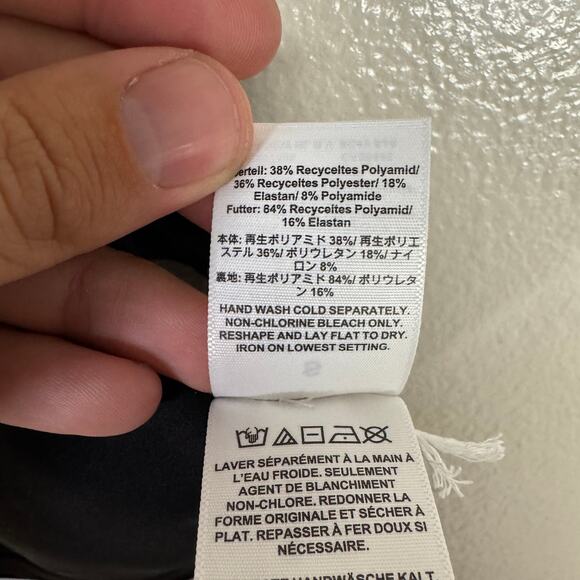 38% Recyceltes Polyamid/
36% Recyceltes Polyester/ 18%
Elastan/ 8% Polyamide
Futter: 84% Recyceltes Polyamid/
16% Elastan
本体: 再生ポリアミド 38%/ 再生ポリエ
ステル 36%/ ポリウレタン 18%/ ナイ
ロン 8%
裏地: 再生ポリアミド 84%/ ポリウレタ
ン 16%
HAND WASH COLD SEPARATELY.
NON-CHLORINE BLEACH ONLY.
RESHAPE AND LAY FLAT TO DRY.
IRON ON LOWEST SETTING.
LAVER SÉPARÉMENT À LA MAIN À
L'EAU FROIDE. SEULEMENT
AGENT DE BLANCHIMENT
NON-CHLORE. REDONNER LA
FORME ORIGINALE ET SÉCHER À
PLAT. REPASSER À FER DOUX SI
NÉCESSAIRE.
HANDWÄSCHE KALT